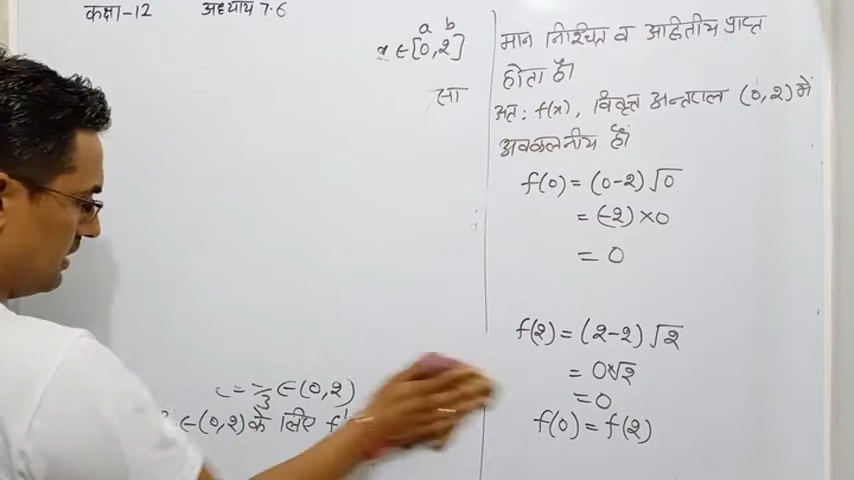 कक्षा-12 अध्याय 7.6
a b
x ∈ [0,2]
सा
c = 2/3 ∈ (0,2)
∈ (0,2) के लिए f'
मान निश्चित व अद्वितीय प्राप्त
होता है।
अत: f(x), विवृत अन्तराल (0,2) में
अवकलनीय है।
f(0) = (0-2) √0
= (-2) × 0
= 0
f(2) = (2-2) √2
= 0×√2
= 0
f(0) = f(2)